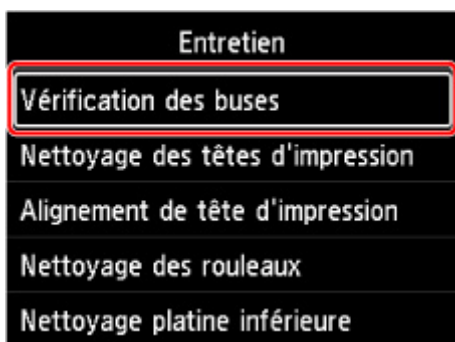 Entretien
Vérification des buses
Nettoyage des têtes d'impression
Alignement de tête d'impression
Nettoyage des rouleaux
Nettoyage platine inférieure